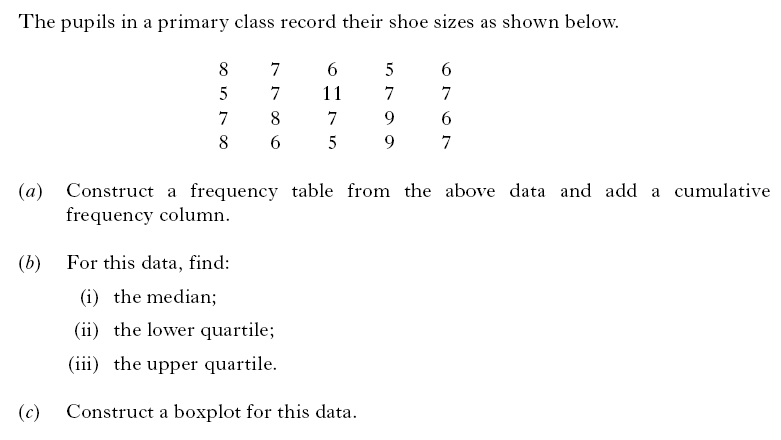 The pupils in a primary class record their shoe sizes as shown below.
8 7 6 5 6
5 7 11 7 7
7 8 7 9 6
8 6 5 9 7
(a) Construct a frequency table from the above data and add a cumulative
frequency column.
(b) For this data, find:
(i) the median;
(ii) the lower quartile;
(iii) the upper quartile.
(c) Construct a boxplot for this data.